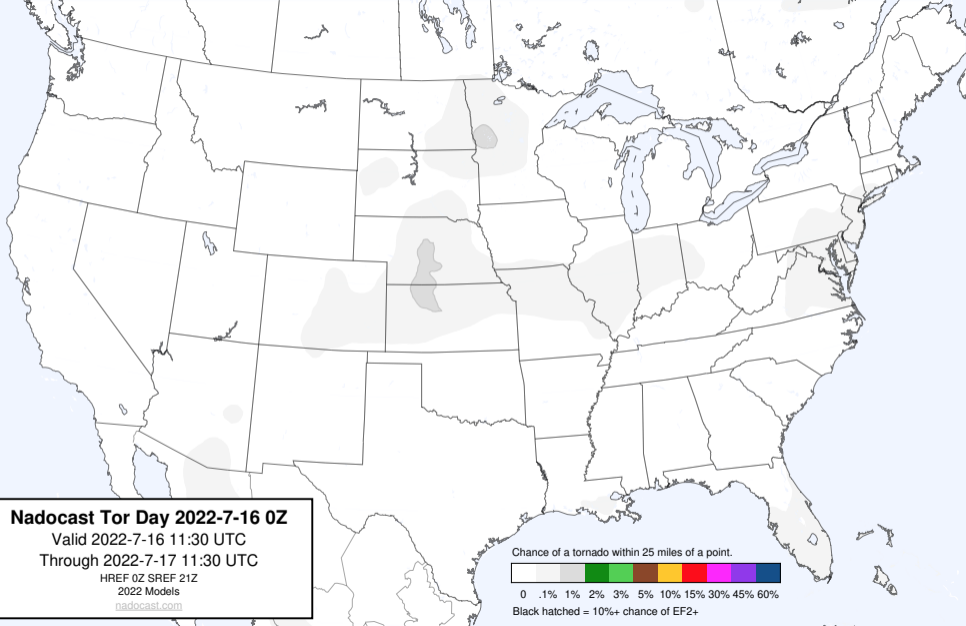 Nadocast Tor Day 2022-7-16 0Z
Valid 2022-7-16 11:30 UTC
Through 2022-7-17 11:30 UTC
HREF 0Z SREF 21Z
2022 Models
nadocast.com
Chance of a tornado within 25 miles of a point.
0 .1% 1% 2% 3% 5% 10% 15% 30% 45% 60%
Black hatched = 10%+ chance of EF2+